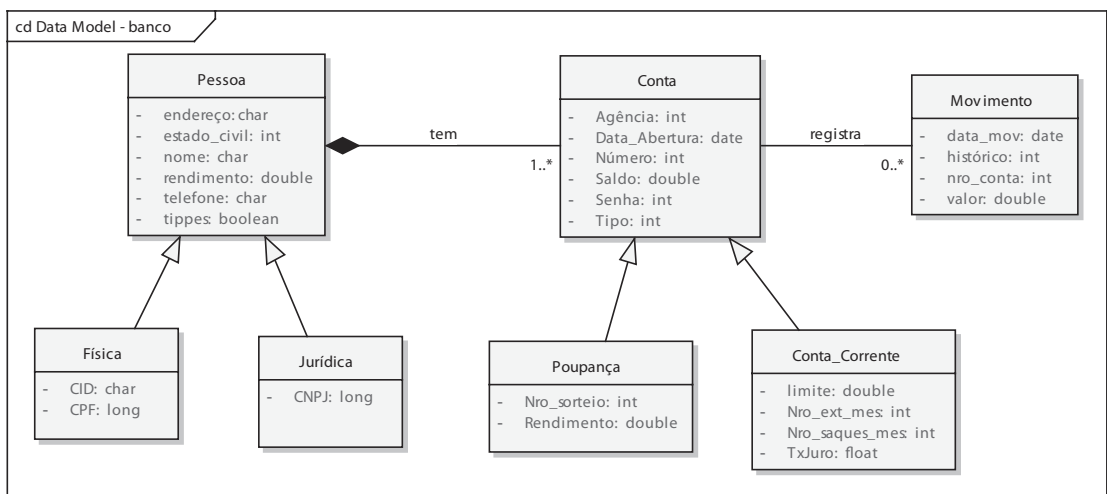 cd Data Model - banco
Pessoa
- endereço: char
- estado_civil: int
- nome: char
- rendimento: double
- telefone: char
- tippes: boolean
tem
1..*
Conta
- Agência: int
- Data_Abertura: date
- Número: int
- Saldo: double
- Senha: int
- Tipo: int
registra
0..*
Movimento
- data_mov: date
- histórico: int
- nro_conta: int
- valor: double
Física
- CID: char
- CPF: long
Jurídica
- CNPJ: long
Poupança
- Nro_sorteio: int
- Rendimento: double
Conta_Corrente
- limite: double
- Nro_ext_mes: int
- Nro_saques_mes: int
- TxJuro: float